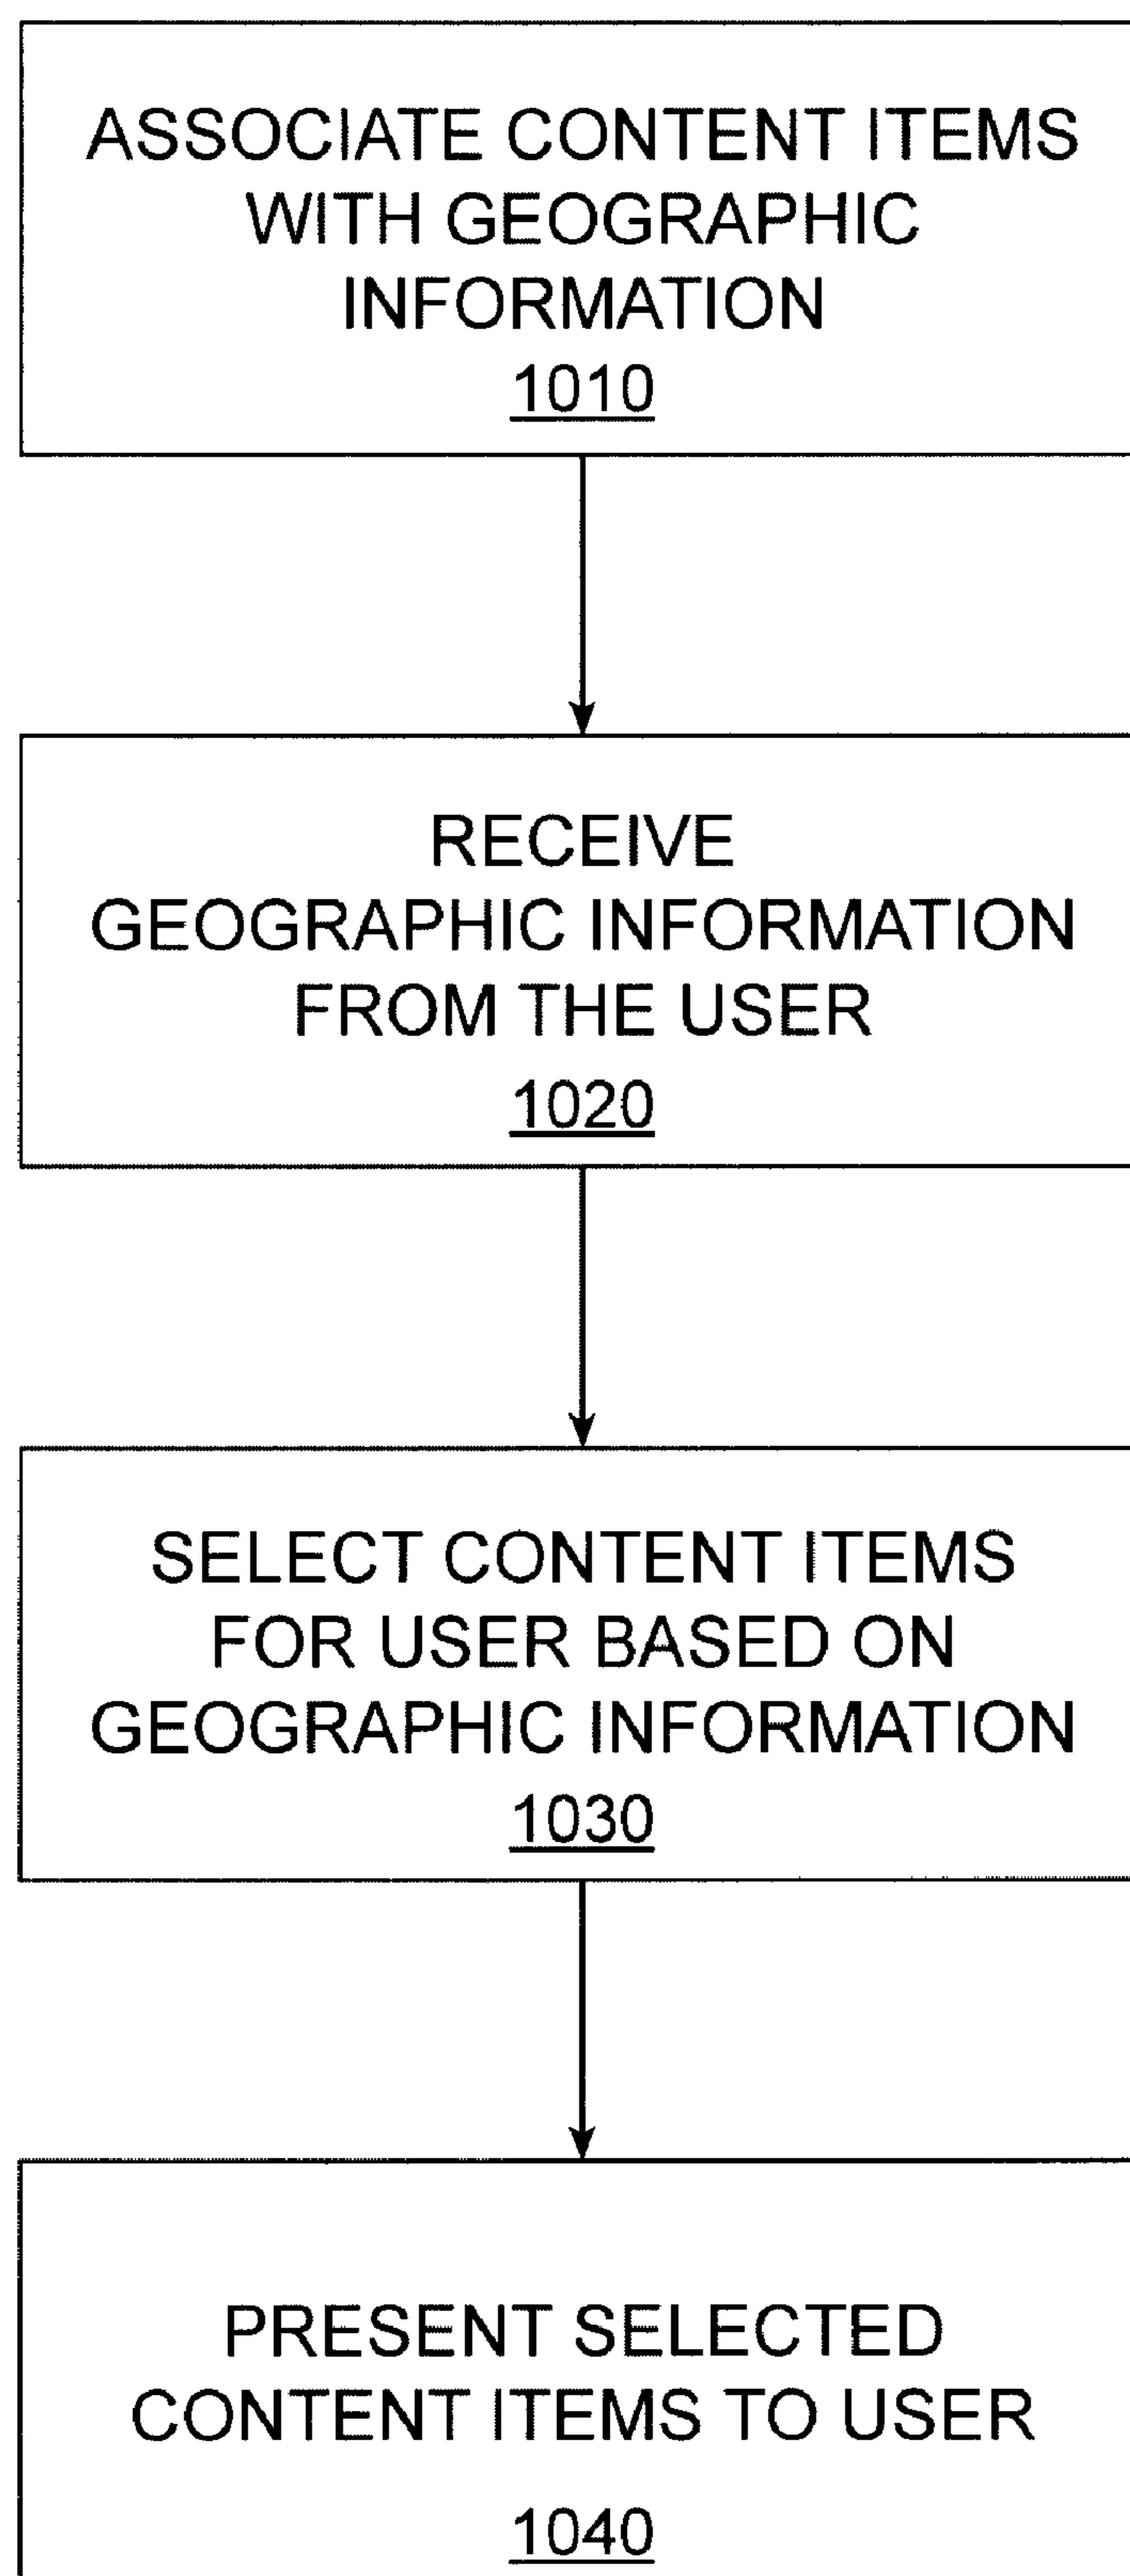 ASSOCIATE CONTENT ITEMS
WITH GEOGRAPHIC
INFORMATION
1010
RECEIVE
GEOGRAPHIC INFORMATION
FROM THE USER
1020
SELECT CONTENT ITEMS
FOR USER BASED ON
GEOGRAPHIC INFORMATION
1030
PRESENT SELECTED
CONTENT ITEMS TO USER
1040